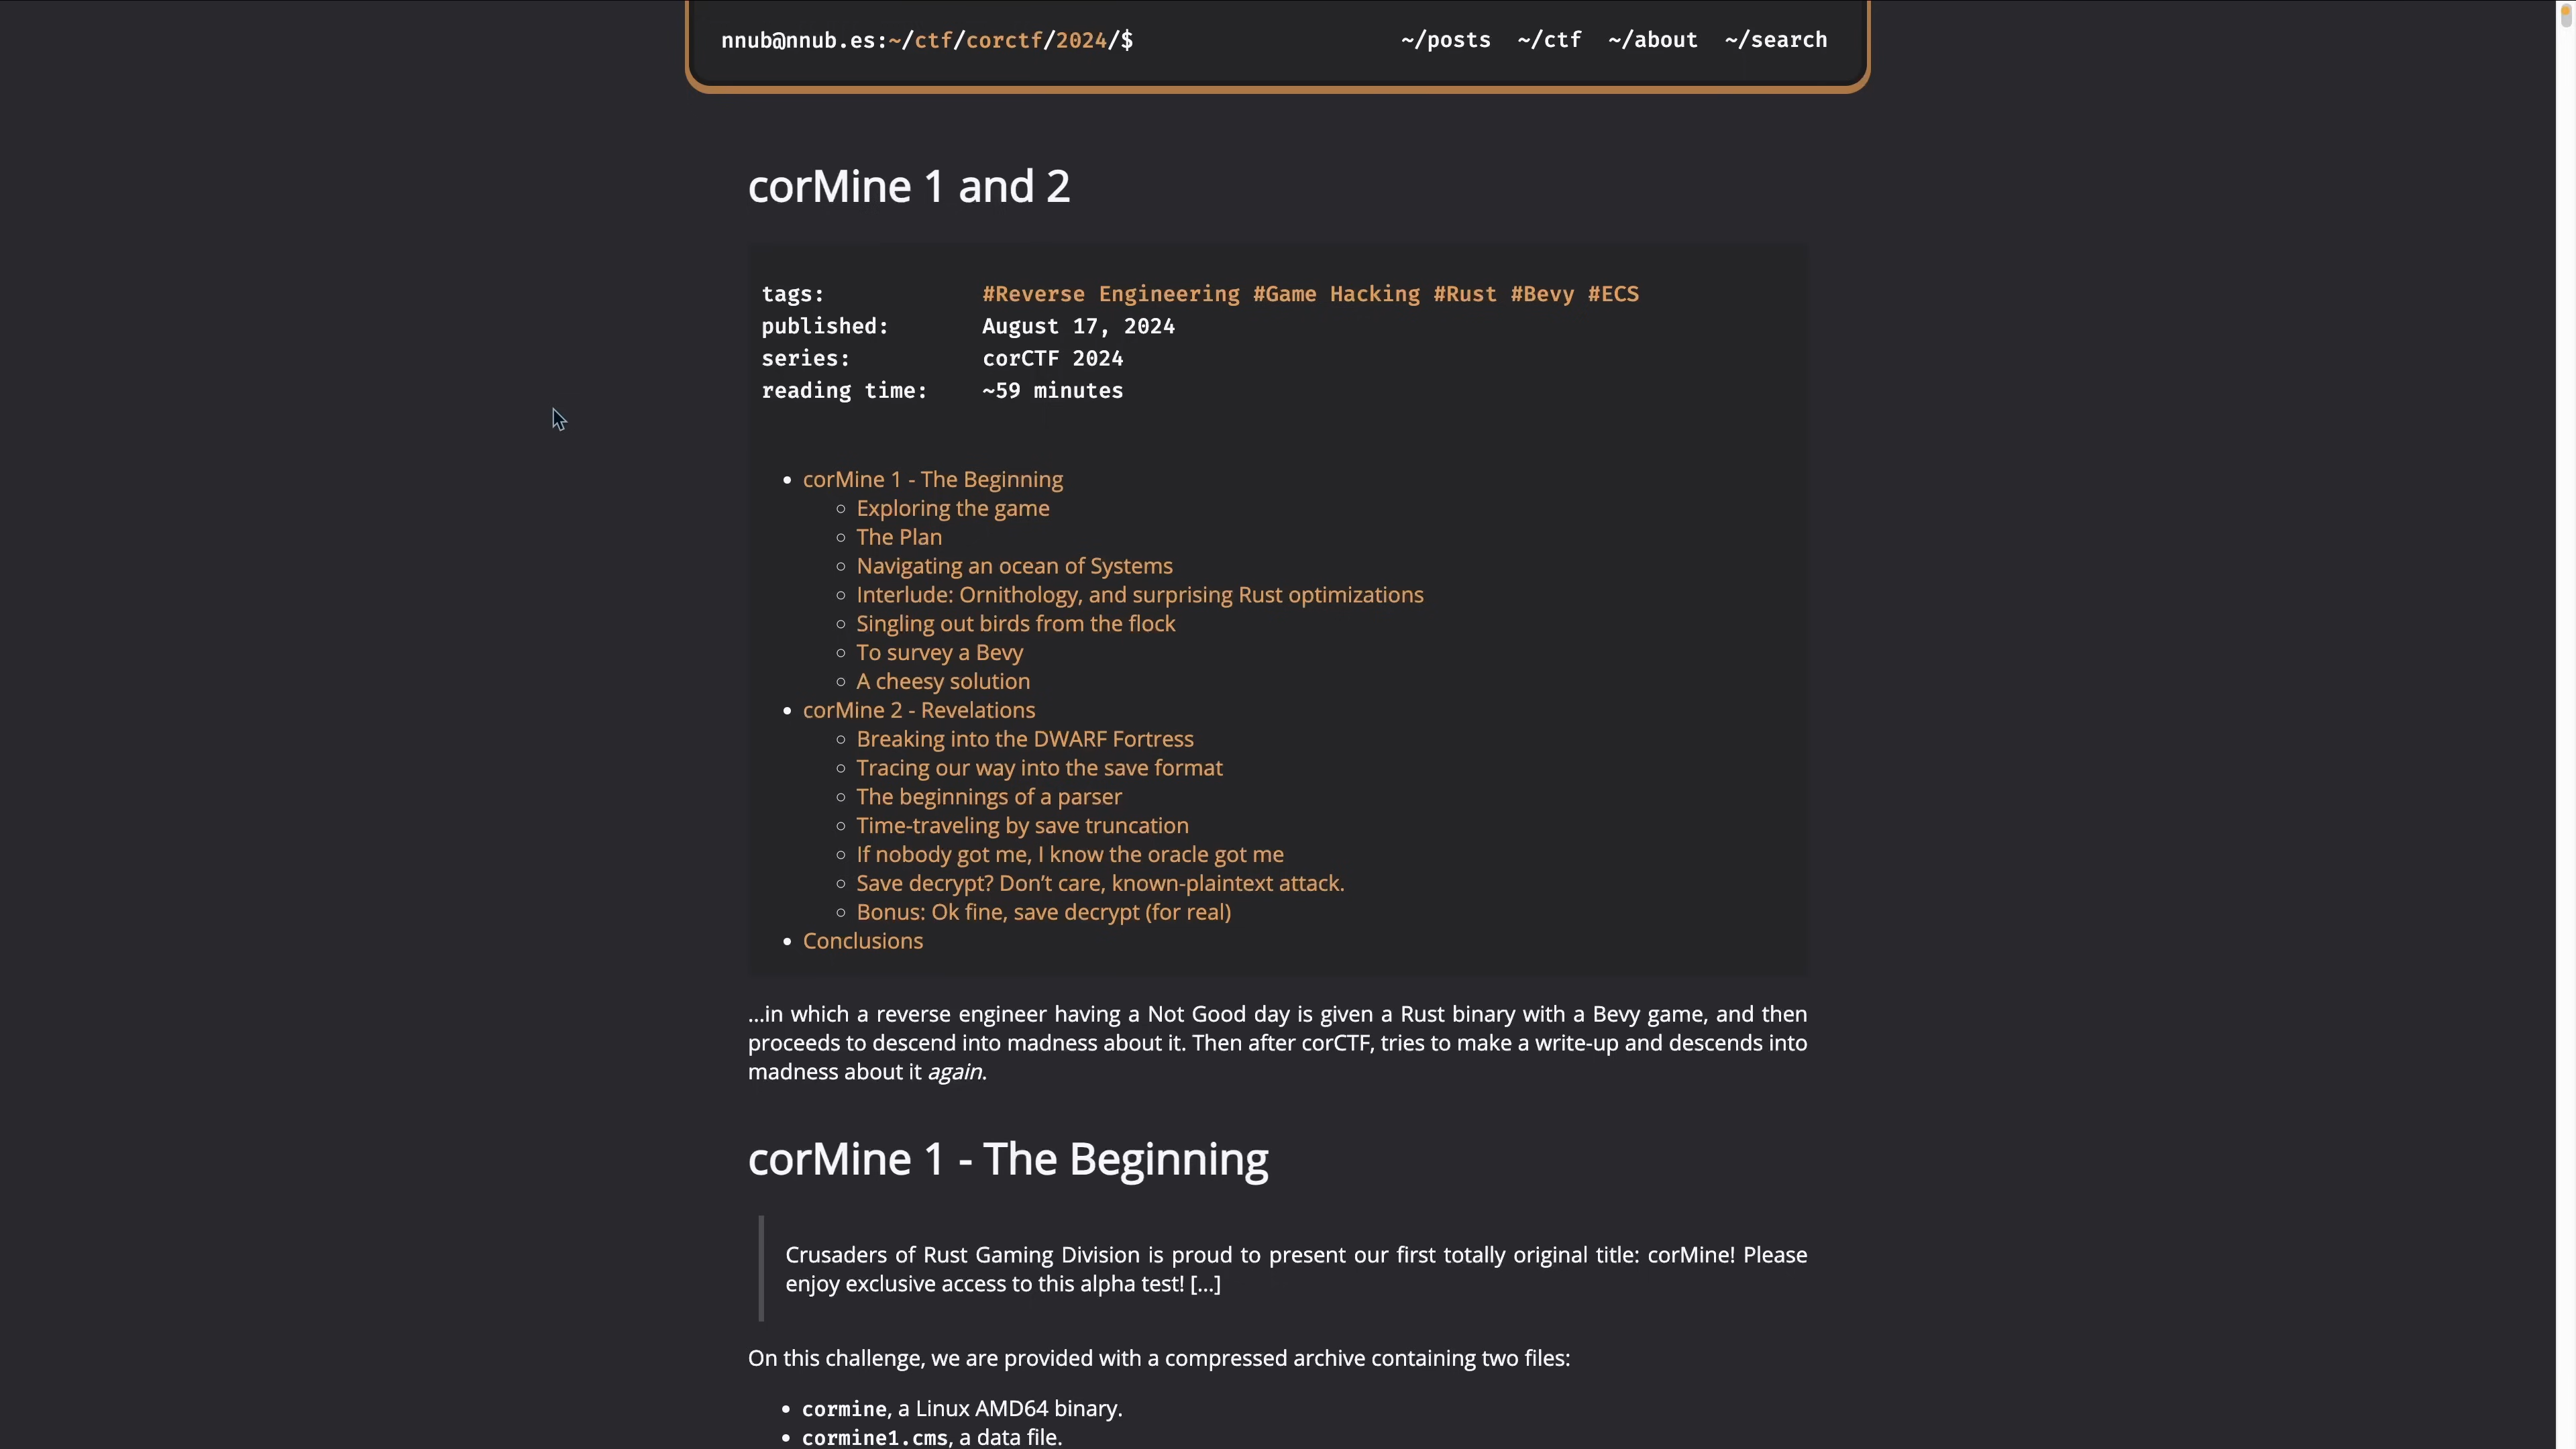 nnub@nnub.es:~/ctf/corctf/2024/$ ~/posts ~/ctf ~/about ~/search
corMine 1 and 2
tags: #Reverse Engineering #Game Hacking #Rust #Bevy #ECS
published: August 17, 2024
series: corCTF 2024
reading time: ~59 minutes
• corMine 1 - The Beginning
◦ Exploring the game
◦ The Plan
◦ Navigating an ocean of Systems
◦ Interlude: Ornithology, and surprising Rust optimizations
◦ Singling out birds from the flock
◦ To survey a Bevy
◦ A cheesy solution
• corMine 2 - Revelations
◦ Breaking into the DWARF Fortress
◦ Tracing our way into the save format
◦ The beginnings of a parser
◦ Time-traveling by save truncation
◦ If nobody got me, I know the oracle got me
◦ Save decrypt? Don’t care, known-plaintext attack.
◦ Bonus: Ok fine, save decrypt (for real)
• Conclusions
…in which a reverse engineer having a Not Good day is given a Rust binary with a Bevy game, and then
proceeds to descend into madness about it. Then after corCTF, tries to make a write-up and descends into
madness about it again.
corMine 1 - The Beginning
Crusaders of Rust Gaming Division is proud to present our first totally original title: corMine! Please
enjoy exclusive access to this alpha test! […]
On this challenge, we are provided with a compressed archive containing two files:
• cormine, a Linux AMD64 binary.
• cormine1.cms, a data file.